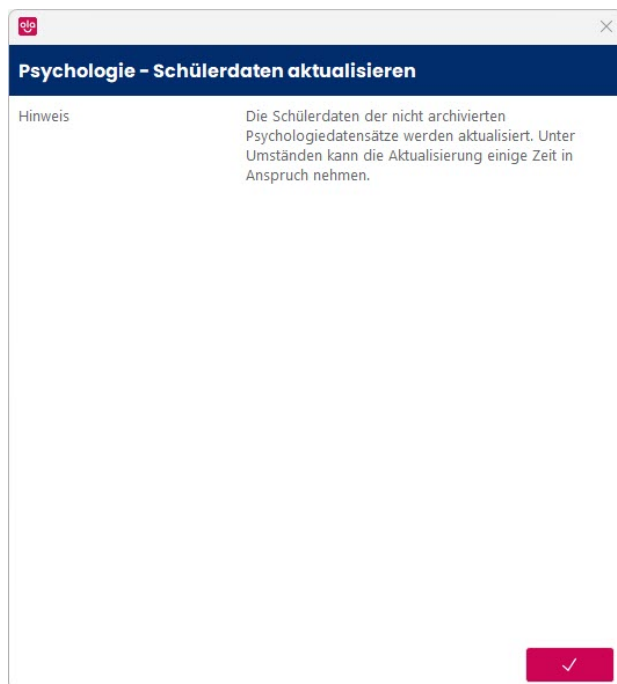 olo
Psychologie - Schülerdaten aktualisieren
Hinweis
Die Schülerdaten der nicht archivierten
Psychologiedatensätze werden aktualisiert. Unter
Umständen kann die Aktualisierung einige Zeit in
Anspruch nehmen.